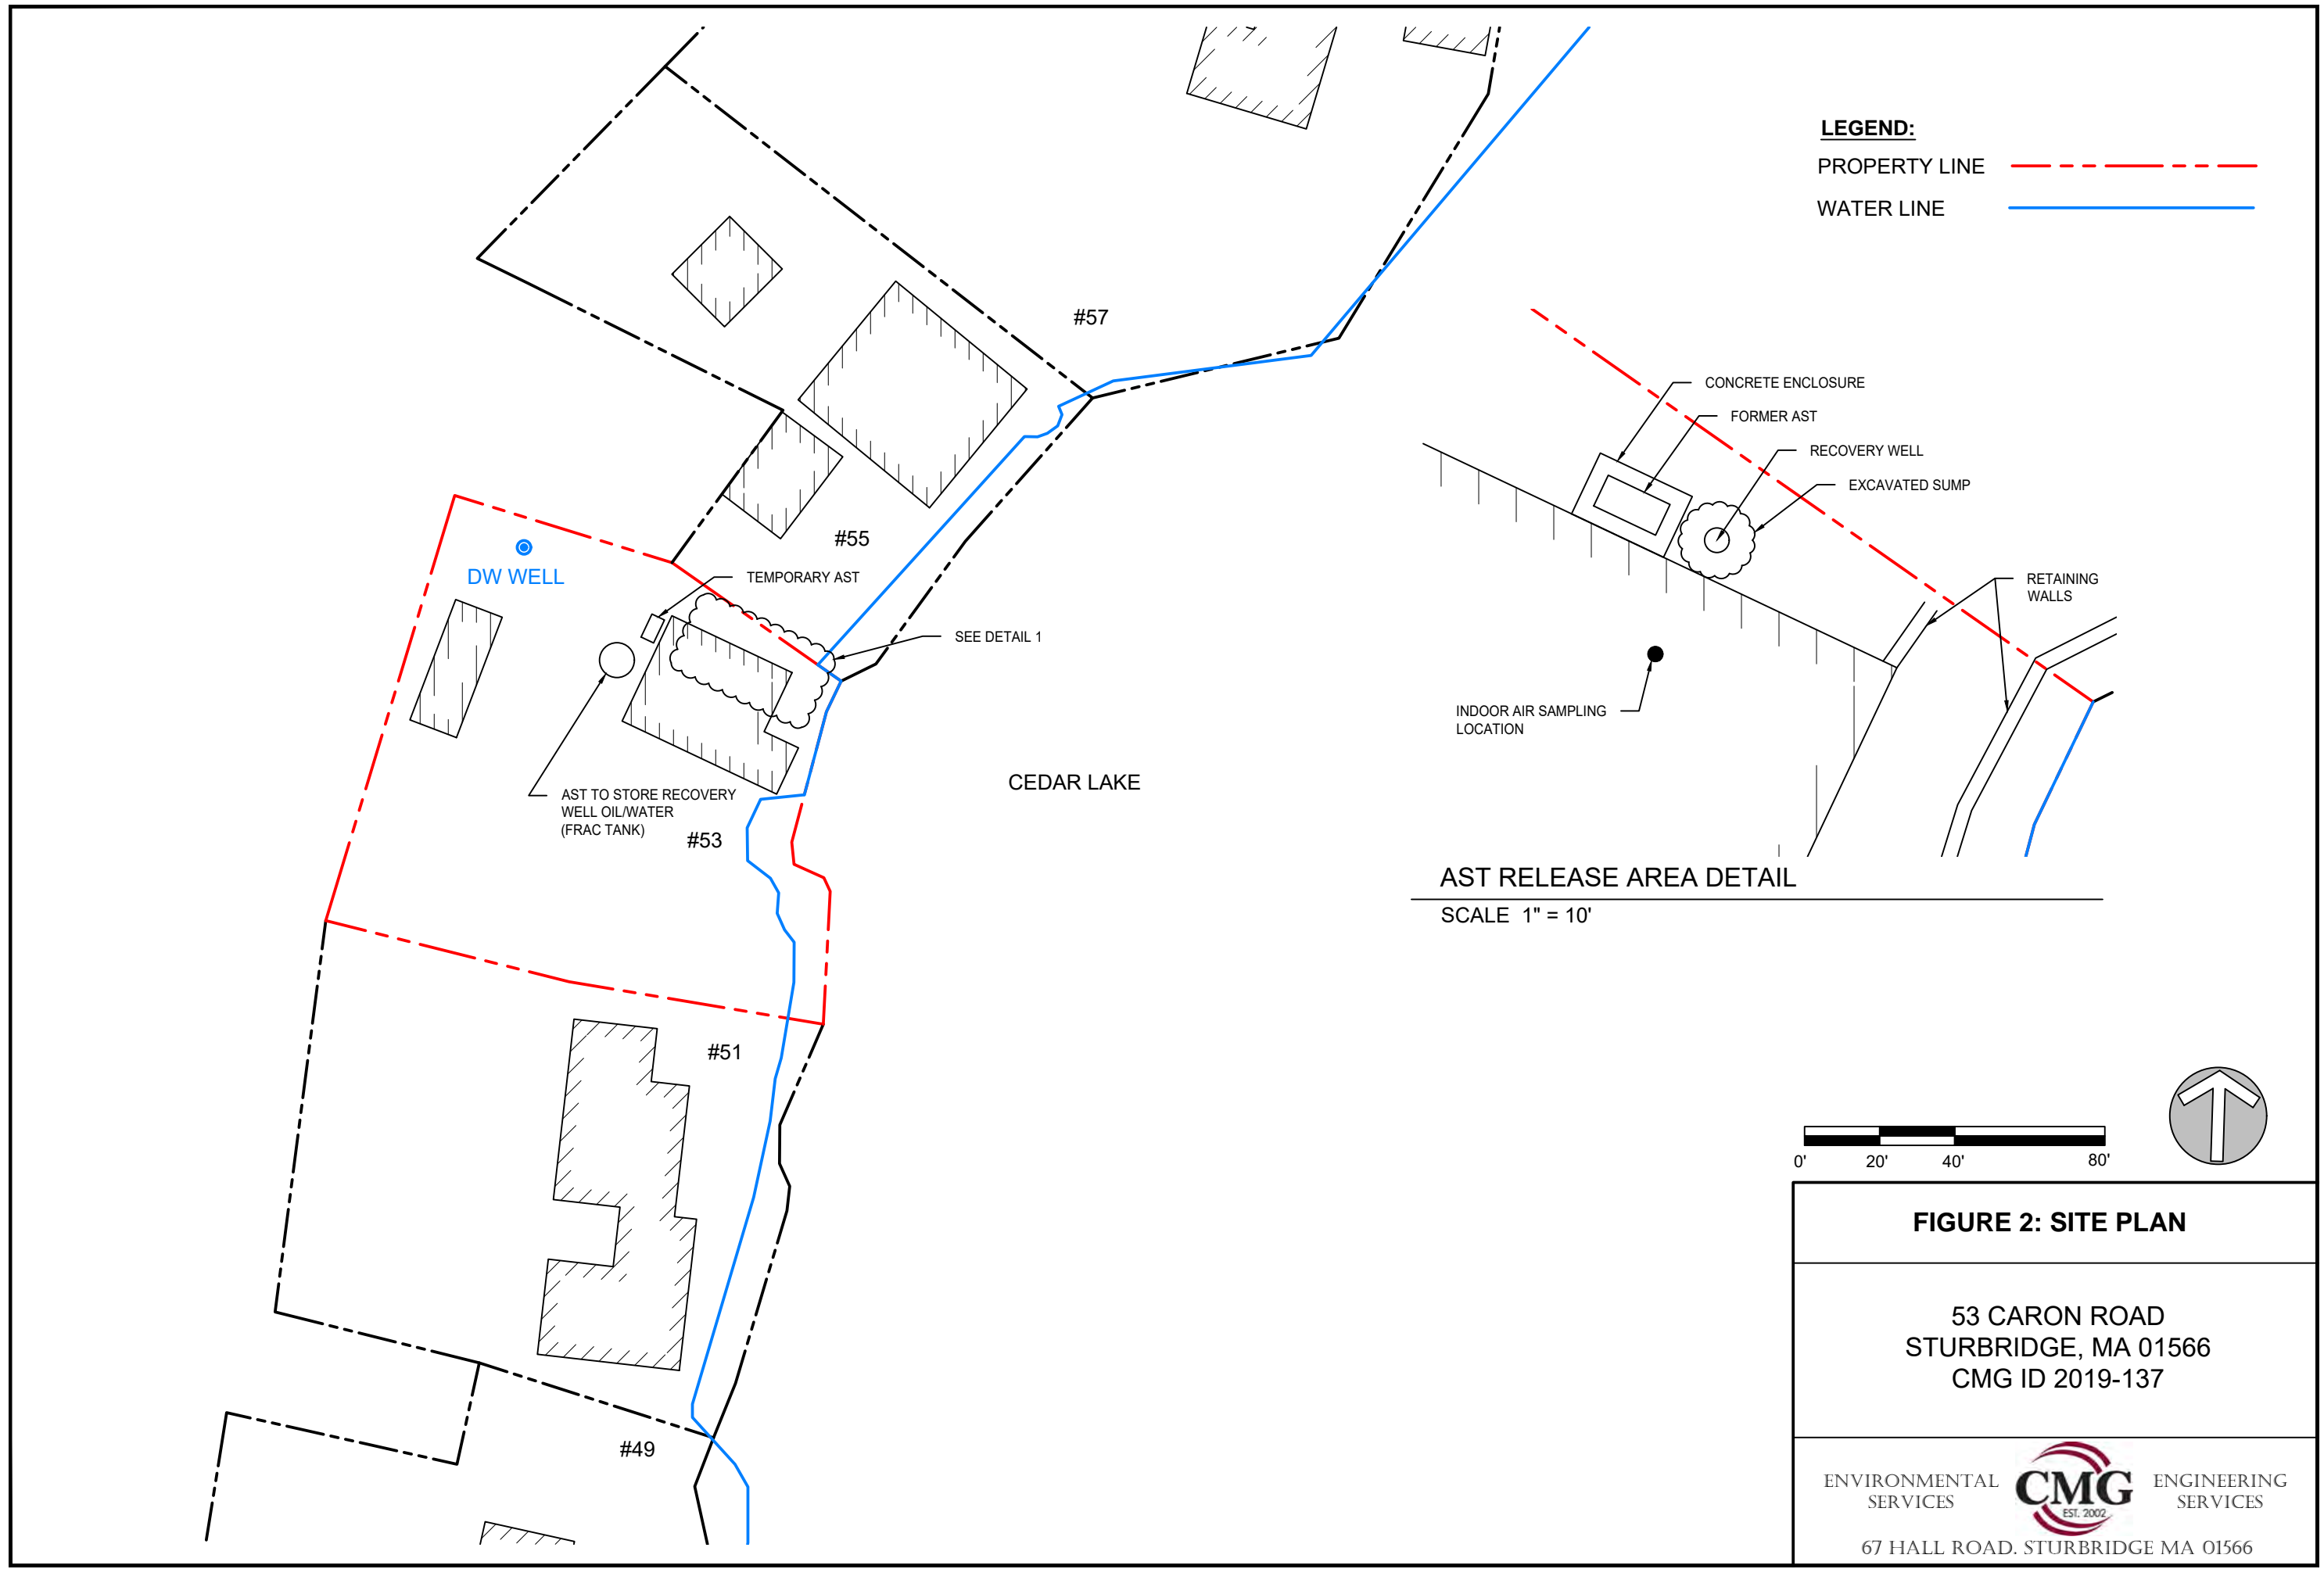 LEGEND:
PROPERTY LINE
WATER LINE
#57
CONCRETE ENCLOSURE
FORMER AST
RECOVERY WELL
EXCAVATED SUMP
#55
DW WELL
TEMPORARY AST
RETAINING
WALLS
SEE DETAIL 1
INDOOR AIR SAMPLING
LOCATION
CEDAR LAKE
AST TO STORE RECOVERY
WELL OIL/WATER
(FRAC TANK)
#53
AST RELEASE AREA DETAIL
SCALE 1" = 10'
#51
0' 20' 40' 80'
FIGURE 2: SITE PLAN
53 CARON ROAD
STURBRIDGE, MA 01566
CMG ID 2019-137
#49
ENVIRONMENTAL
SERVICES
CMG
EST. 2002
ENGINEERING
SERVICES
67 HALL ROAD. STURBRIDGE MA 01566